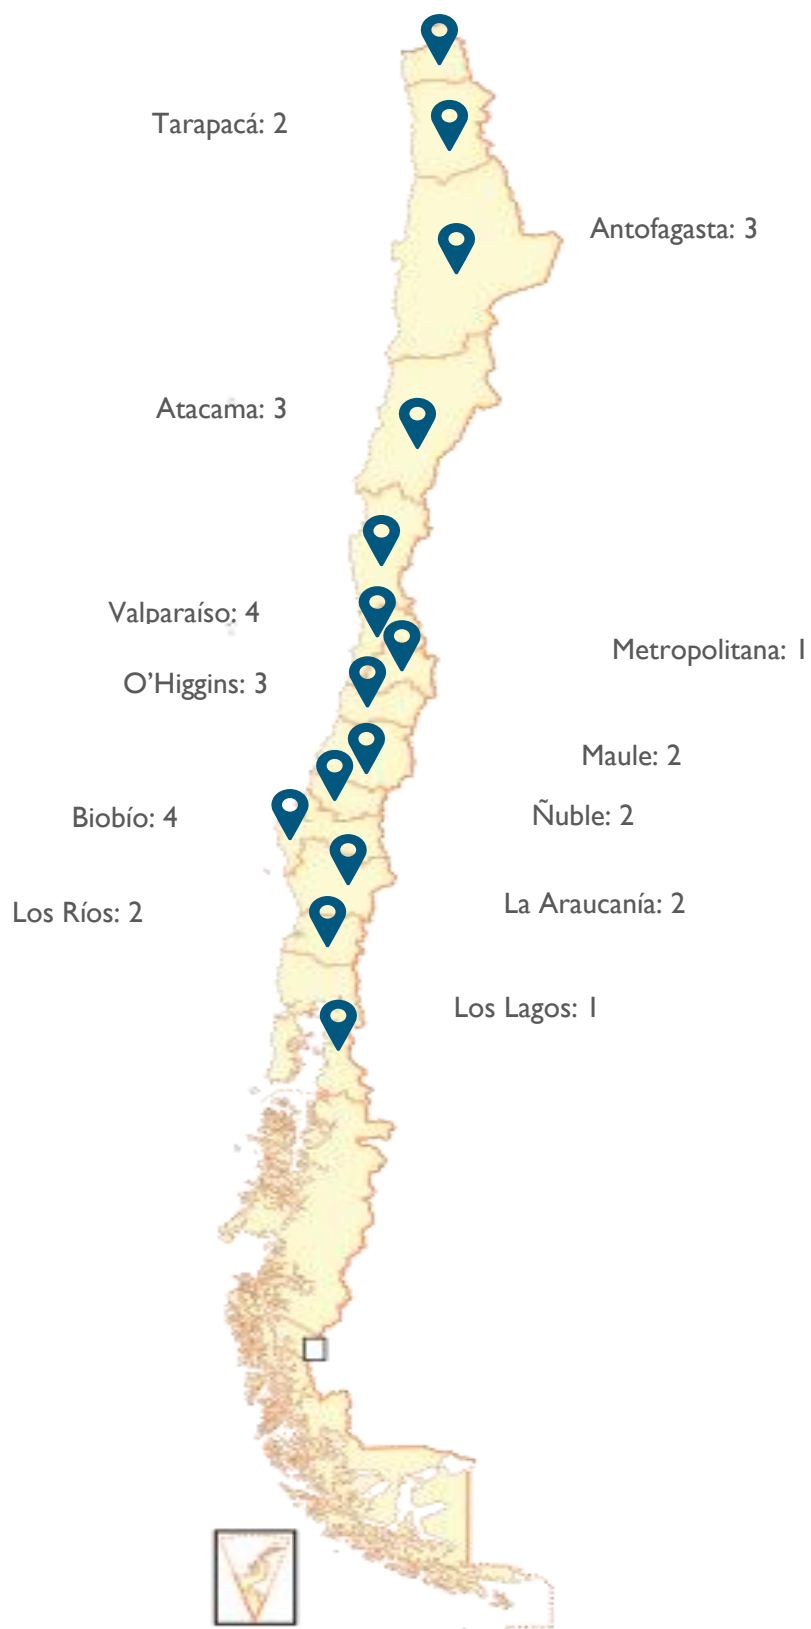 Tarapacá: 2
Antofagasta: 3
Atacama: 3
Valparaíso: 4
Metropolitana: 1
O’Higgins: 3
Maule: 2
Ñuble: 2
Biobío: 4
La Araucanía: 2
Los Ríos: 2
Los Lagos: 1